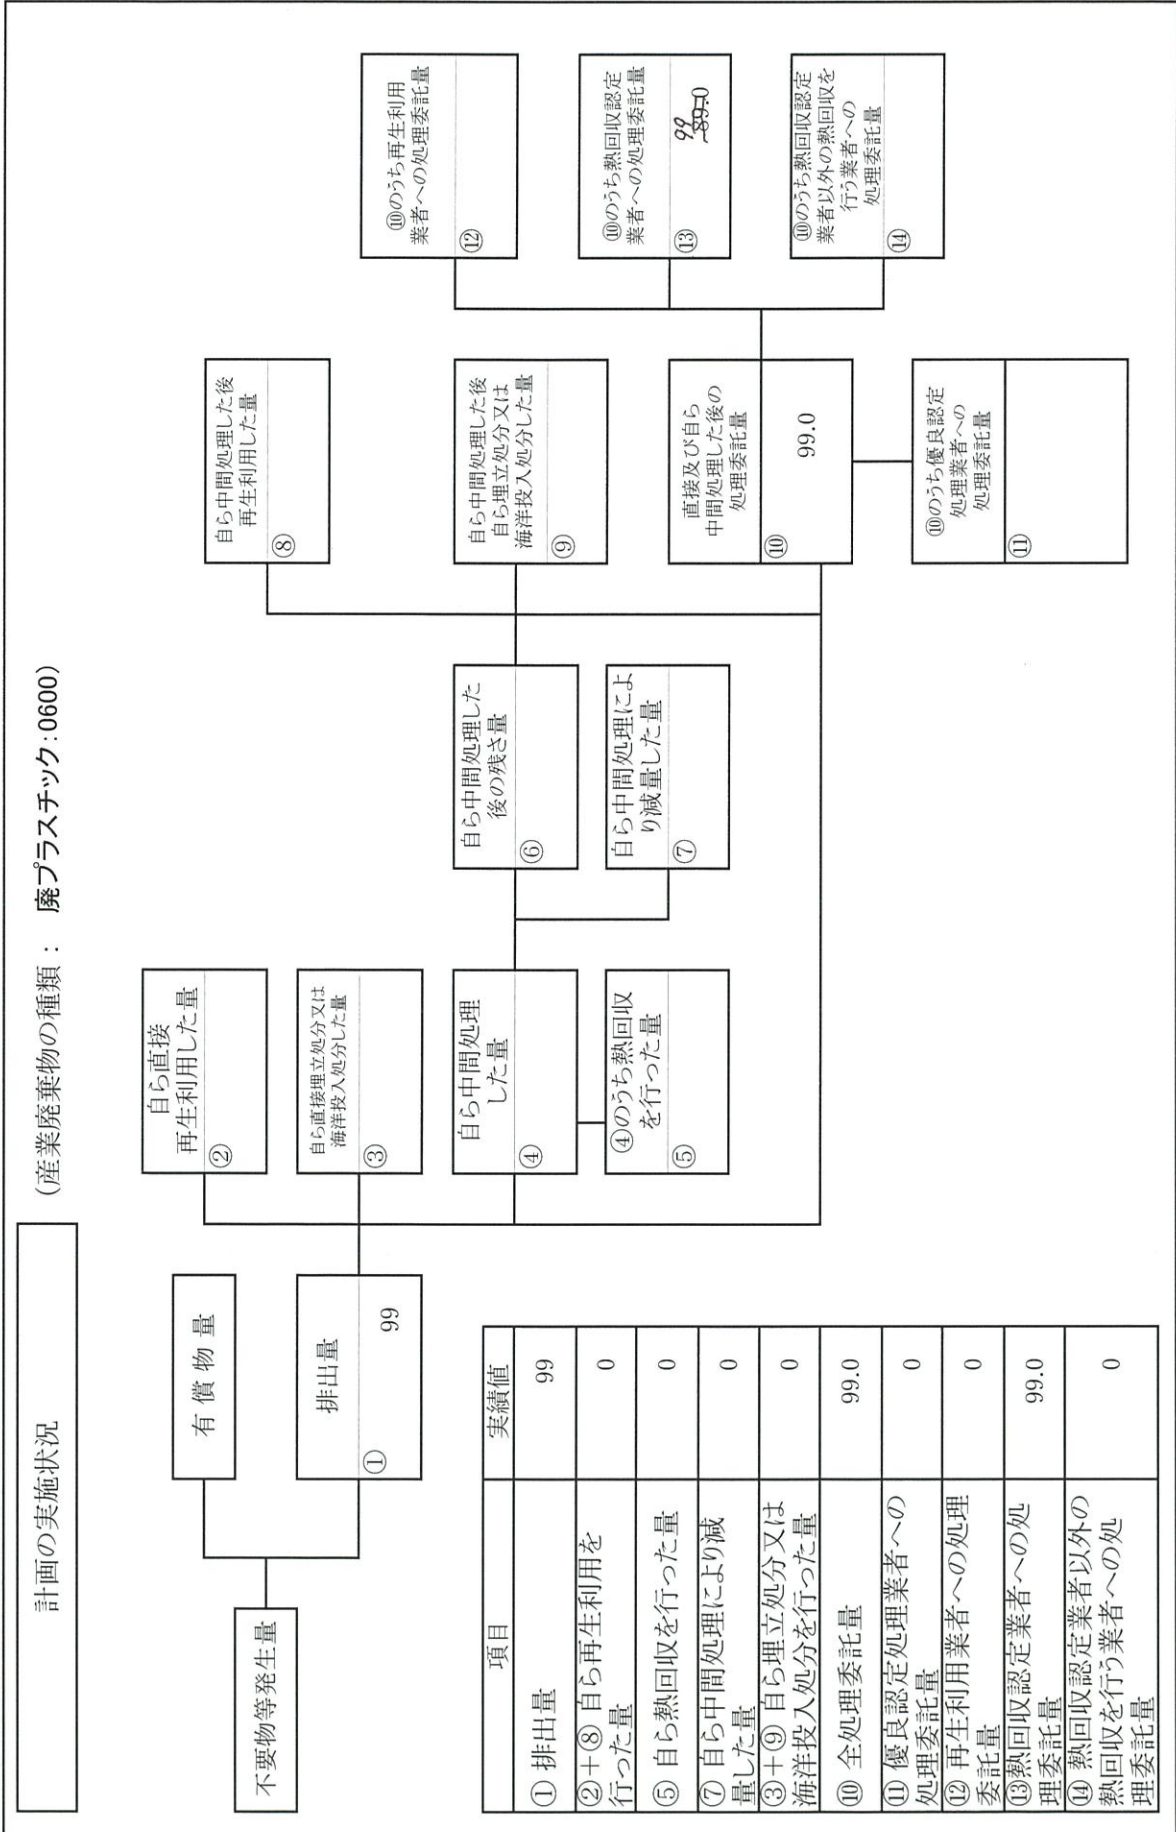 計画の実施状況
(産業廃棄物の種類： 廃プラスチック:0600)
不要物等発生量
有償物量
排出量
① 99
自ら直接
再生利用した量
②
自ら直接埋立処分又は
海洋投入処分した量
③
自ら中間処理
した量
④
④のうち熱回収
を行った量
⑤
自ら中間処理した
後の残さ量
⑥
自ら中間処理によ
り減量した量
⑦
自ら中間処理した後
再生利用した量
⑧
自ら中間処理した後
自ら埋立処分又は
海洋投入処分した量
⑨
直接及び自ら
中間処理した後の
処理委託量
⑩ 99.0
⑩のうち優良認定
処理業者への
処理委託量
⑪
⑩のうち再生利用
業者への処理委託量
⑫
⑩のうち熱回収認定
業者への処理委託量
99
⑬ 89.0
⑩のうち熱回収認定
業者以外の熱回収を
行う業者への
処理委託量
⑭
項目 実績値
① 排出量 99
②+⑧ 自ら再生利用を
行った量 0
⑤ 自ら熱回収を行った量 0
⑦ 自ら中間処理により減
量した量 0
③+⑨ 自ら埋立処分又は
海洋投入処分を行った量 0
⑩ 全処理委託量 99.0
⑪ 優良認定処理業者への
処理委託量 0
⑫ 再生利用業者への処理
委託量 0
⑬熱回収認定業者への処
理委託量 99.0
⑭ 熱回収認定業者以外の
熱回収を行う業者への処
理委託量 0